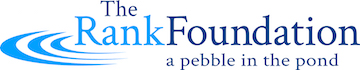 The
RankFoundation
a pebble in the pond